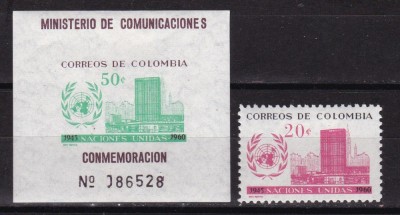 MINISTERIO DE COMUNICACIONES
CORREOS DE COLOMBIA
50¢
1945 NACIONES UNIDAS 1960
CONMEMORACION
Nº 086528
CORREOS DE COLOMBIA
20¢
1945 NACIONES UNIDAS 1960